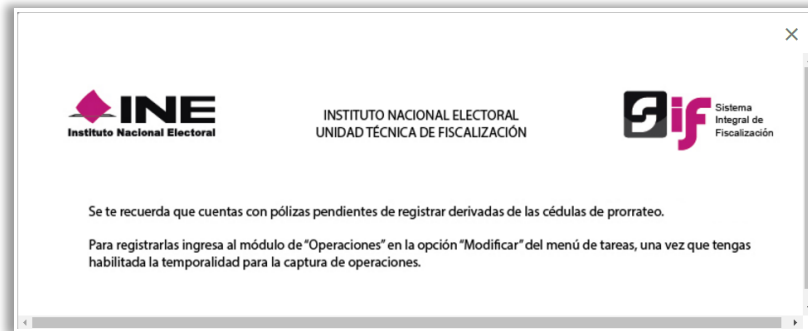 INE
Instituto Nacional Electoral
INSTITUTO NACIONAL ELECTORAL
UNIDAD TÉCNICA DE FISCALIZACIÓN
Sif
Sistema
Integral de
Fiscalización
Se te recuerda que cuentas con pólizas pendientes de registrar derivadas de las cédulas de prorrateo.
Para registrarlas ingresa al módulo de "Operaciones" en la opción "Modificar" del menú de tareas, una vez que tengas
habilitada la temporalidad para la captura de operaciones.